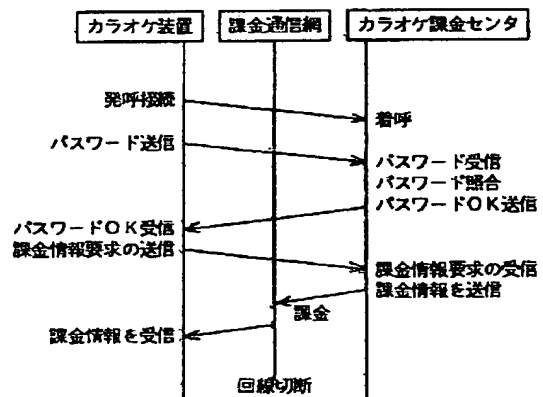 カラオケ装置
課金通信網
カラオケ課金センタ
発呼接続
着呼
パスワード送信
パスワード受信
パスワード照合
パスワードOK送信
パスワードOK受信
課金情報要求の送信
課金情報要求の受信
課金情報を送信
課金
課金情報を受信
回線切断